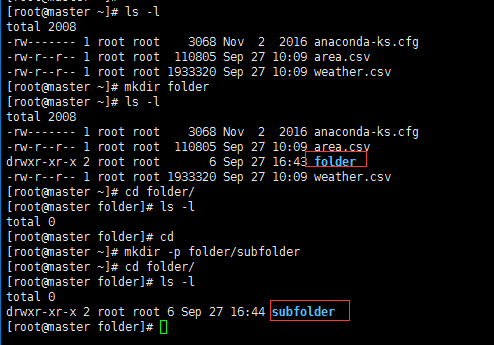 [root@master ~]# ls -l
total 2008
-rw------- 1 root root    3068 Nov  2  2016 anaconda-ks.cfg
-rw-r--r-- 1 root root  110805 Sep 27 10:09 area.csv
-rw-r--r-- 1 root root 1933320 Sep 27 10:09 weather.csv
[root@master ~]# mkdir folder
[root@master ~]# ls -l
total 2008
-rw------- 1 root root    3068 Nov  2  2016 anaconda-ks.cfg
-rw-r--r-- 1 root root  110805 Sep 27 10:09 area.csv
drwxr-xr-x 2 root root       6 Sep 27 16:43 folder
-rw-r--r-- 1 root root 1933320 Sep 27 10:09 weather.csv
[root@master ~]# cd folder/
[root@master folder]# ls -l
total 0
[root@master folder]# cd
[root@master ~]# mkdir -p folder/subfolder
[root@master ~]# cd folder/
[root@master folder]# ls -l
total 0
drwxr-xr-x 2 root root 6 Sep 27 16:44 subfolder
[root@master folder]#